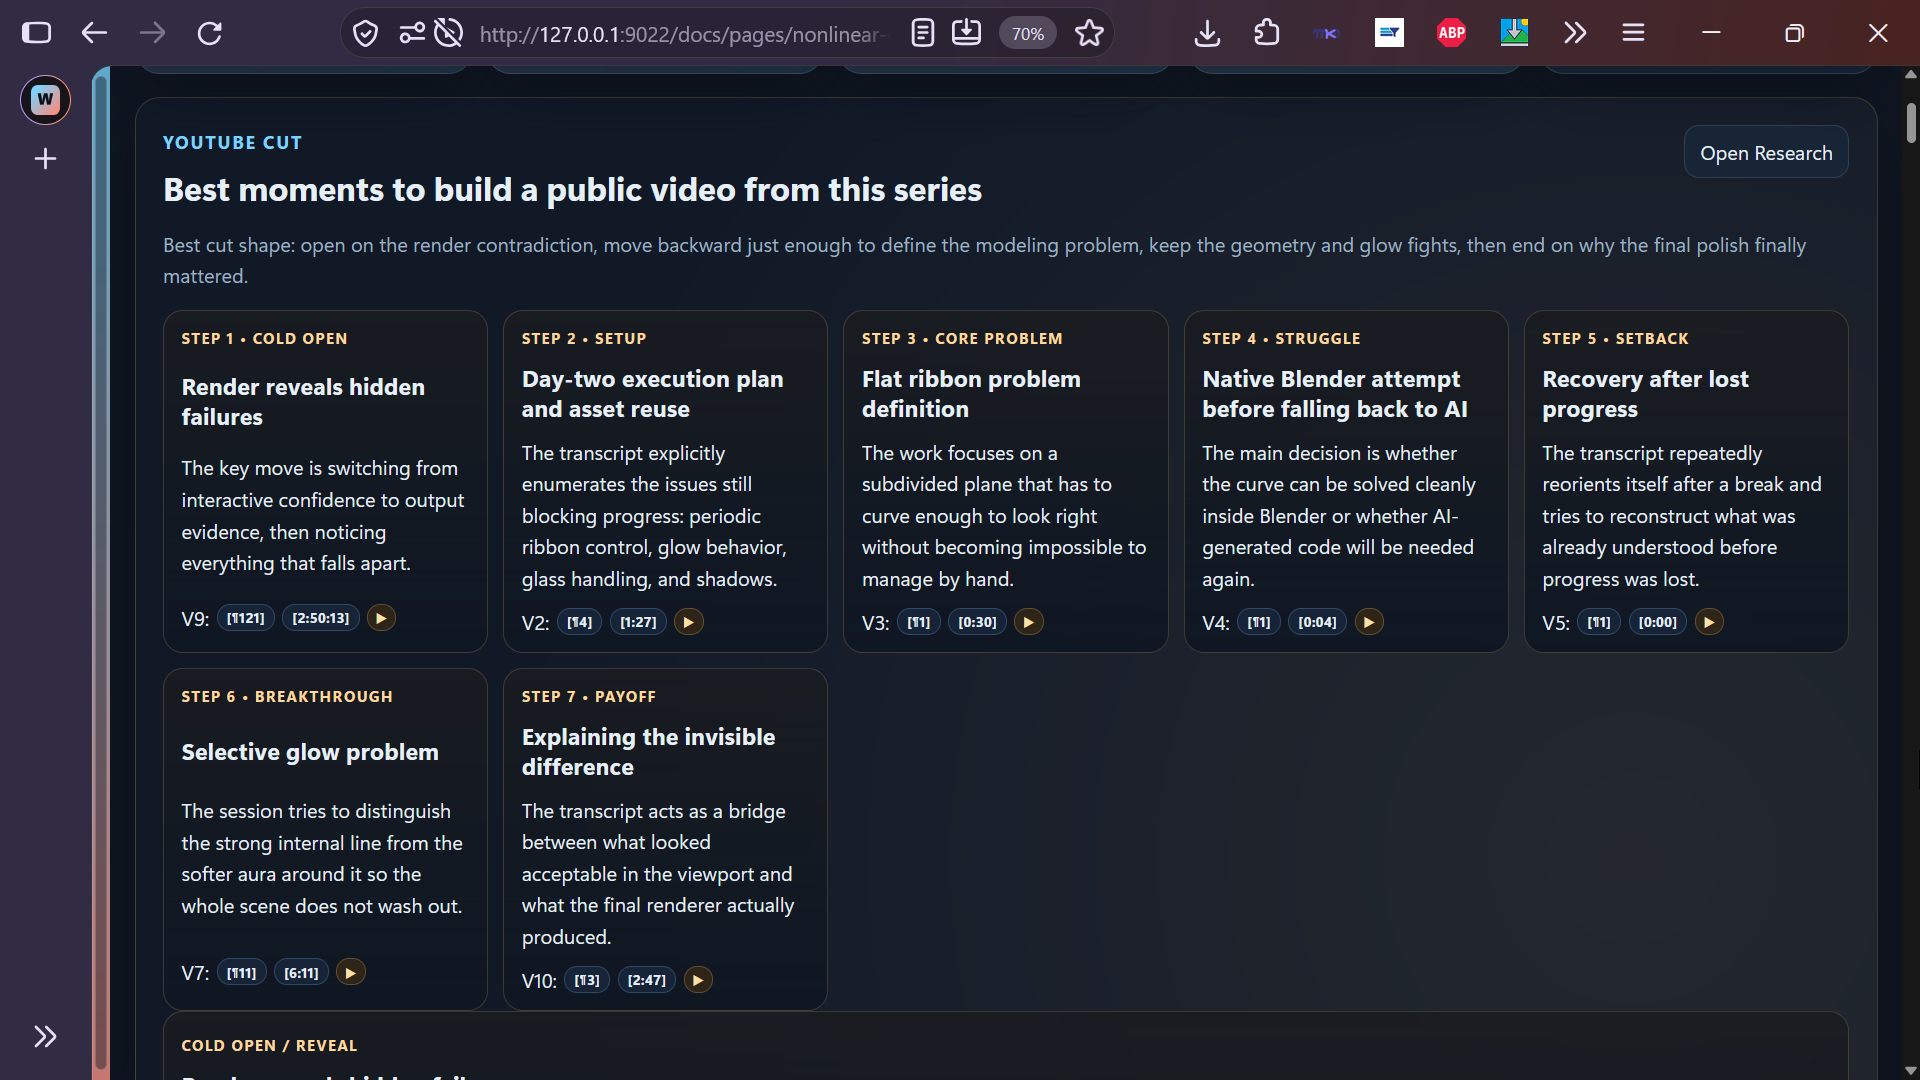 http://127.0.0.1:9022/docs/pages/nonlinear-
70%
ABP
W
YOUTUBE CUT
Open Research
Best moments to build a public video from this series
Best cut shape: open on the render contradiction, move backward just enough to define the modeling problem, keep the geometry and glow fights, then end on why the final polish finally
mattered.
STEP 1 • COLD OPEN
Render reveals hidden
failures
The key move is switching from
interactive confidence to output
evidence, then noticing
everything that falls apart.
V9: [¶121] [2:50:13]
STEP 2 • SETUP
Day-two execution plan
and asset reuse
The transcript explicitly
enumerates the issues still
blocking progress: periodic
ribbon control, glow behavior,
glass handling, and shadows.
V2: [¶4] [1:27]
STEP 3 • CORE PROBLEM
Flat ribbon problem
definition
The work focuses on a
subdivided plane that has to
curve enough to look right
without becoming impossible to
manage by hand.
V3: [¶1] [0:30]
STEP 4 • STRUGGLE
Native Blender attempt
before falling back to AI
The main decision is whether
the curve can be solved cleanly
inside Blender or whether AI-
generated code will be needed
again.
V4: [¶1] [0:04]
STEP 5 • SETBACK
Recovery after lost
progress
The transcript repeatedly
reorients itself after a break and
tries to reconstruct what was
already understood before
progress was lost.
V5: [¶1] [0:00]
STEP 6 • BREAKTHROUGH
Selective glow problem
The session tries to distinguish
the strong internal line from the
softer aura around it so the
whole scene does not wash out.
V7: [¶11] [6:11]
STEP 7 • PAYOFF
Explaining the invisible
difference
The transcript acts as a bridge
between what looked
acceptable in the viewport and
what the final renderer actually
produced.
V10: [¶3] [2:47]
COLD OPEN / REVEAL